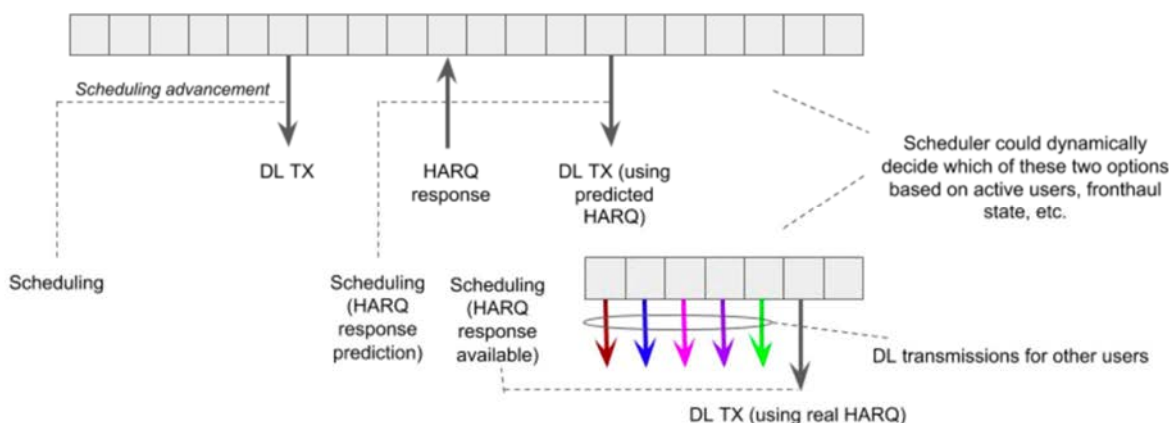 Scheduling advancement
DL TX
HARQ
response
DL TX (using
predicted
HARQ)
Scheduler could dynamically
decide which of these two options
based on active users, fronthaul
state, etc.
Scheduling
Scheduling
(HARQ
response
prediction)
Scheduling
(HARQ
response
available)
DL transmissions for other users
DL TX (using real HARQ)